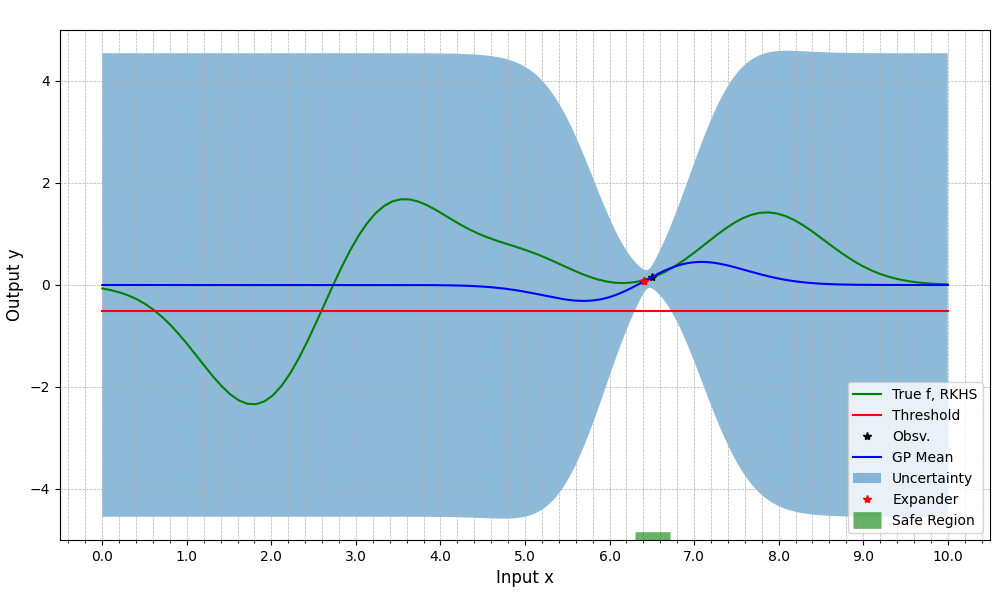 4
2
0
−2
−4
Output y
0.0 1.0 2.0 3.0 4.0 5.0 6.0 7.0 8.0 9.0 10.0
Input x
True f, RKHS
Threshold
Obsv.
GP Mean
Uncertainty
Expander
Safe Region